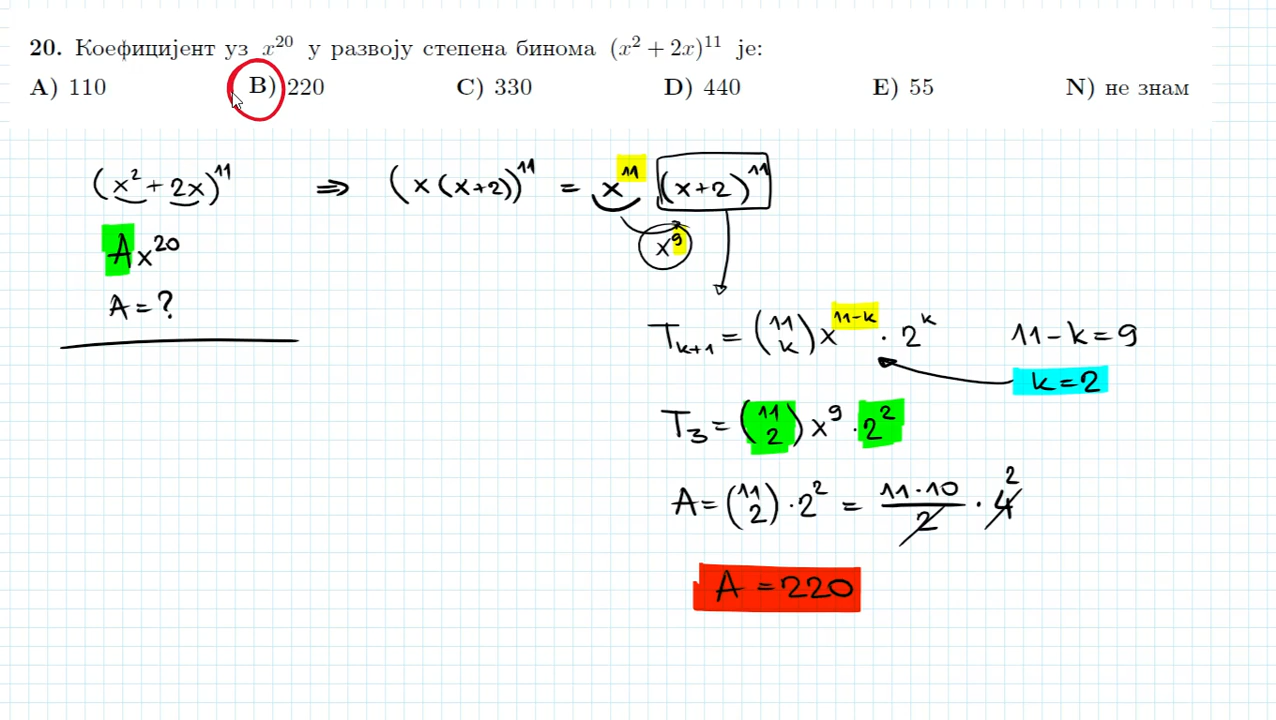 20. Коефицијент уз x^20 у развоју степена бинома (x^2 + 2x)^11 је:
A) 110 B) 220 C) 330 D) 440 E) 55 N) не знам
(x^2 + 2x)^11 ⇒ (x(x+2))^11 = x^11 (x+2)^11
x^9
A x^20
A = ?
T_{k+1} = (11 k) x^{11-k} · 2^k 11 - k = 9
k = 2
T_3 = (11 2) x^9 · 2^2
A = (11 2) · 2^2 = 11·10/2 · 4 2
A = 220